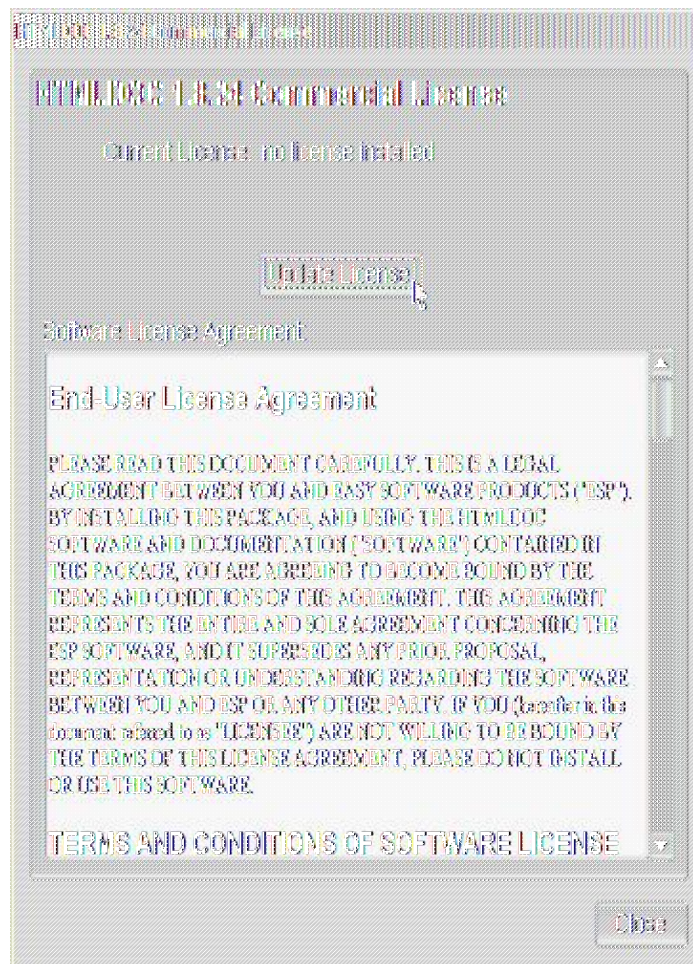 Commercial License
HTMLDOC 1.8.24 Commercial License
Current License: no license installed
Update License
Software License Agreement:
End-User License Agreement
PLEASE READ THIS DOCUMENT CAREFULLY. THIS IS A LEGAL
AGREEMENT BETWEEN YOU AND EASY SOFTWARE PRODUCTS ("ESP").
BY INSTALLING THIS PACKAGE, AND USING THE HTMLDOC
SOFTWARE AND DOCUMENTATION ("SOFTWARE") CONTAINED IN
THIS PACKAGE, YOU ARE AGREEING TO BECOME BOUND BY THE
TERMS AND CONDITIONS OF THIS AGREEMENT. THIS AGREEMENT
REPRESENTS THE ENTIRE AND SOLE AGREEMENT CONCERNING THE
ESP SOFTWARE, AND IT SUPERSEDES ANY PRIOR PROPOSAL,
REPRESENTATION OR UNDERSTANDING REGARDING THE SOFTWARE
BETWEEN YOU AND ESP OR ANY OTHER PARTY. IF YOU (hereinafter in this
document referred to as "LICENSEE") ARE NOT WILLING TO BE BOUND BY
THE TERMS OF THIS LICENSE AGREEMENT, PLEASE DO NOT INSTALL
OR USE THIS SOFTWARE.
TERMS AND CONDITIONS OF SOFTWARE LICENSE
Close